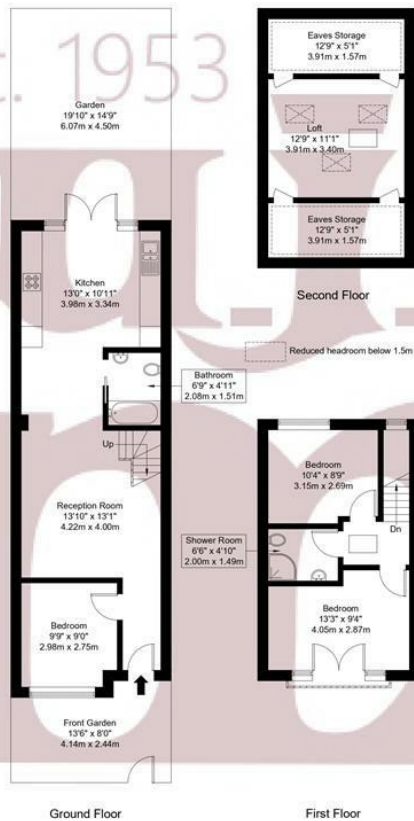 t. 1953
Garden
19'10" x 14'9"
6.07m x 4.50m
Kitchen
13'0" x 10'11"
3.98m x 3.34m
Bathroom
6'9" x 4'11"
2.08m x 1.51m
Up
Reception Room
13'10" x 13'1"
4.22m x 4.00m
Bedroom
9'9" x 9'0"
2.98m x 2.75m
Front Garden
13'6" x 8'0"
4.14m x 2.44m
Ground Floor
Eaves Storage
12'9" x 5'1"
3.91m x 1.57m
Loft
12'9" x 11'1"
3.91m x 3.40m
Eaves Storage
12'9" x 5'1"
3.91m x 1.57m
Second Floor
Reduced headroom below 1.5m
Bedroom
10'4" x 8'9"
3.15m x 2.69m
Dn
Shower Room
6'6" x 4'10"
2.00m x 1.49m
Bedroom
13'3" x 9'4"
4.05m x 2.87m
First Floor